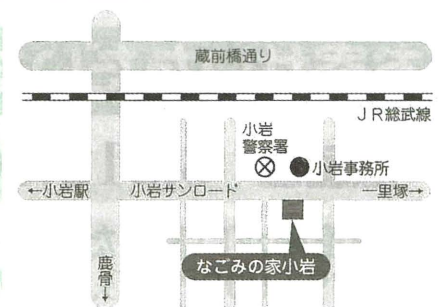 蔵前橋通り
ＪＲ総武線
小岩
警察署
小岩事務所
←小岩駅
小岩サンロード
一里塚→
なごみの家小岩
鹿骨↓